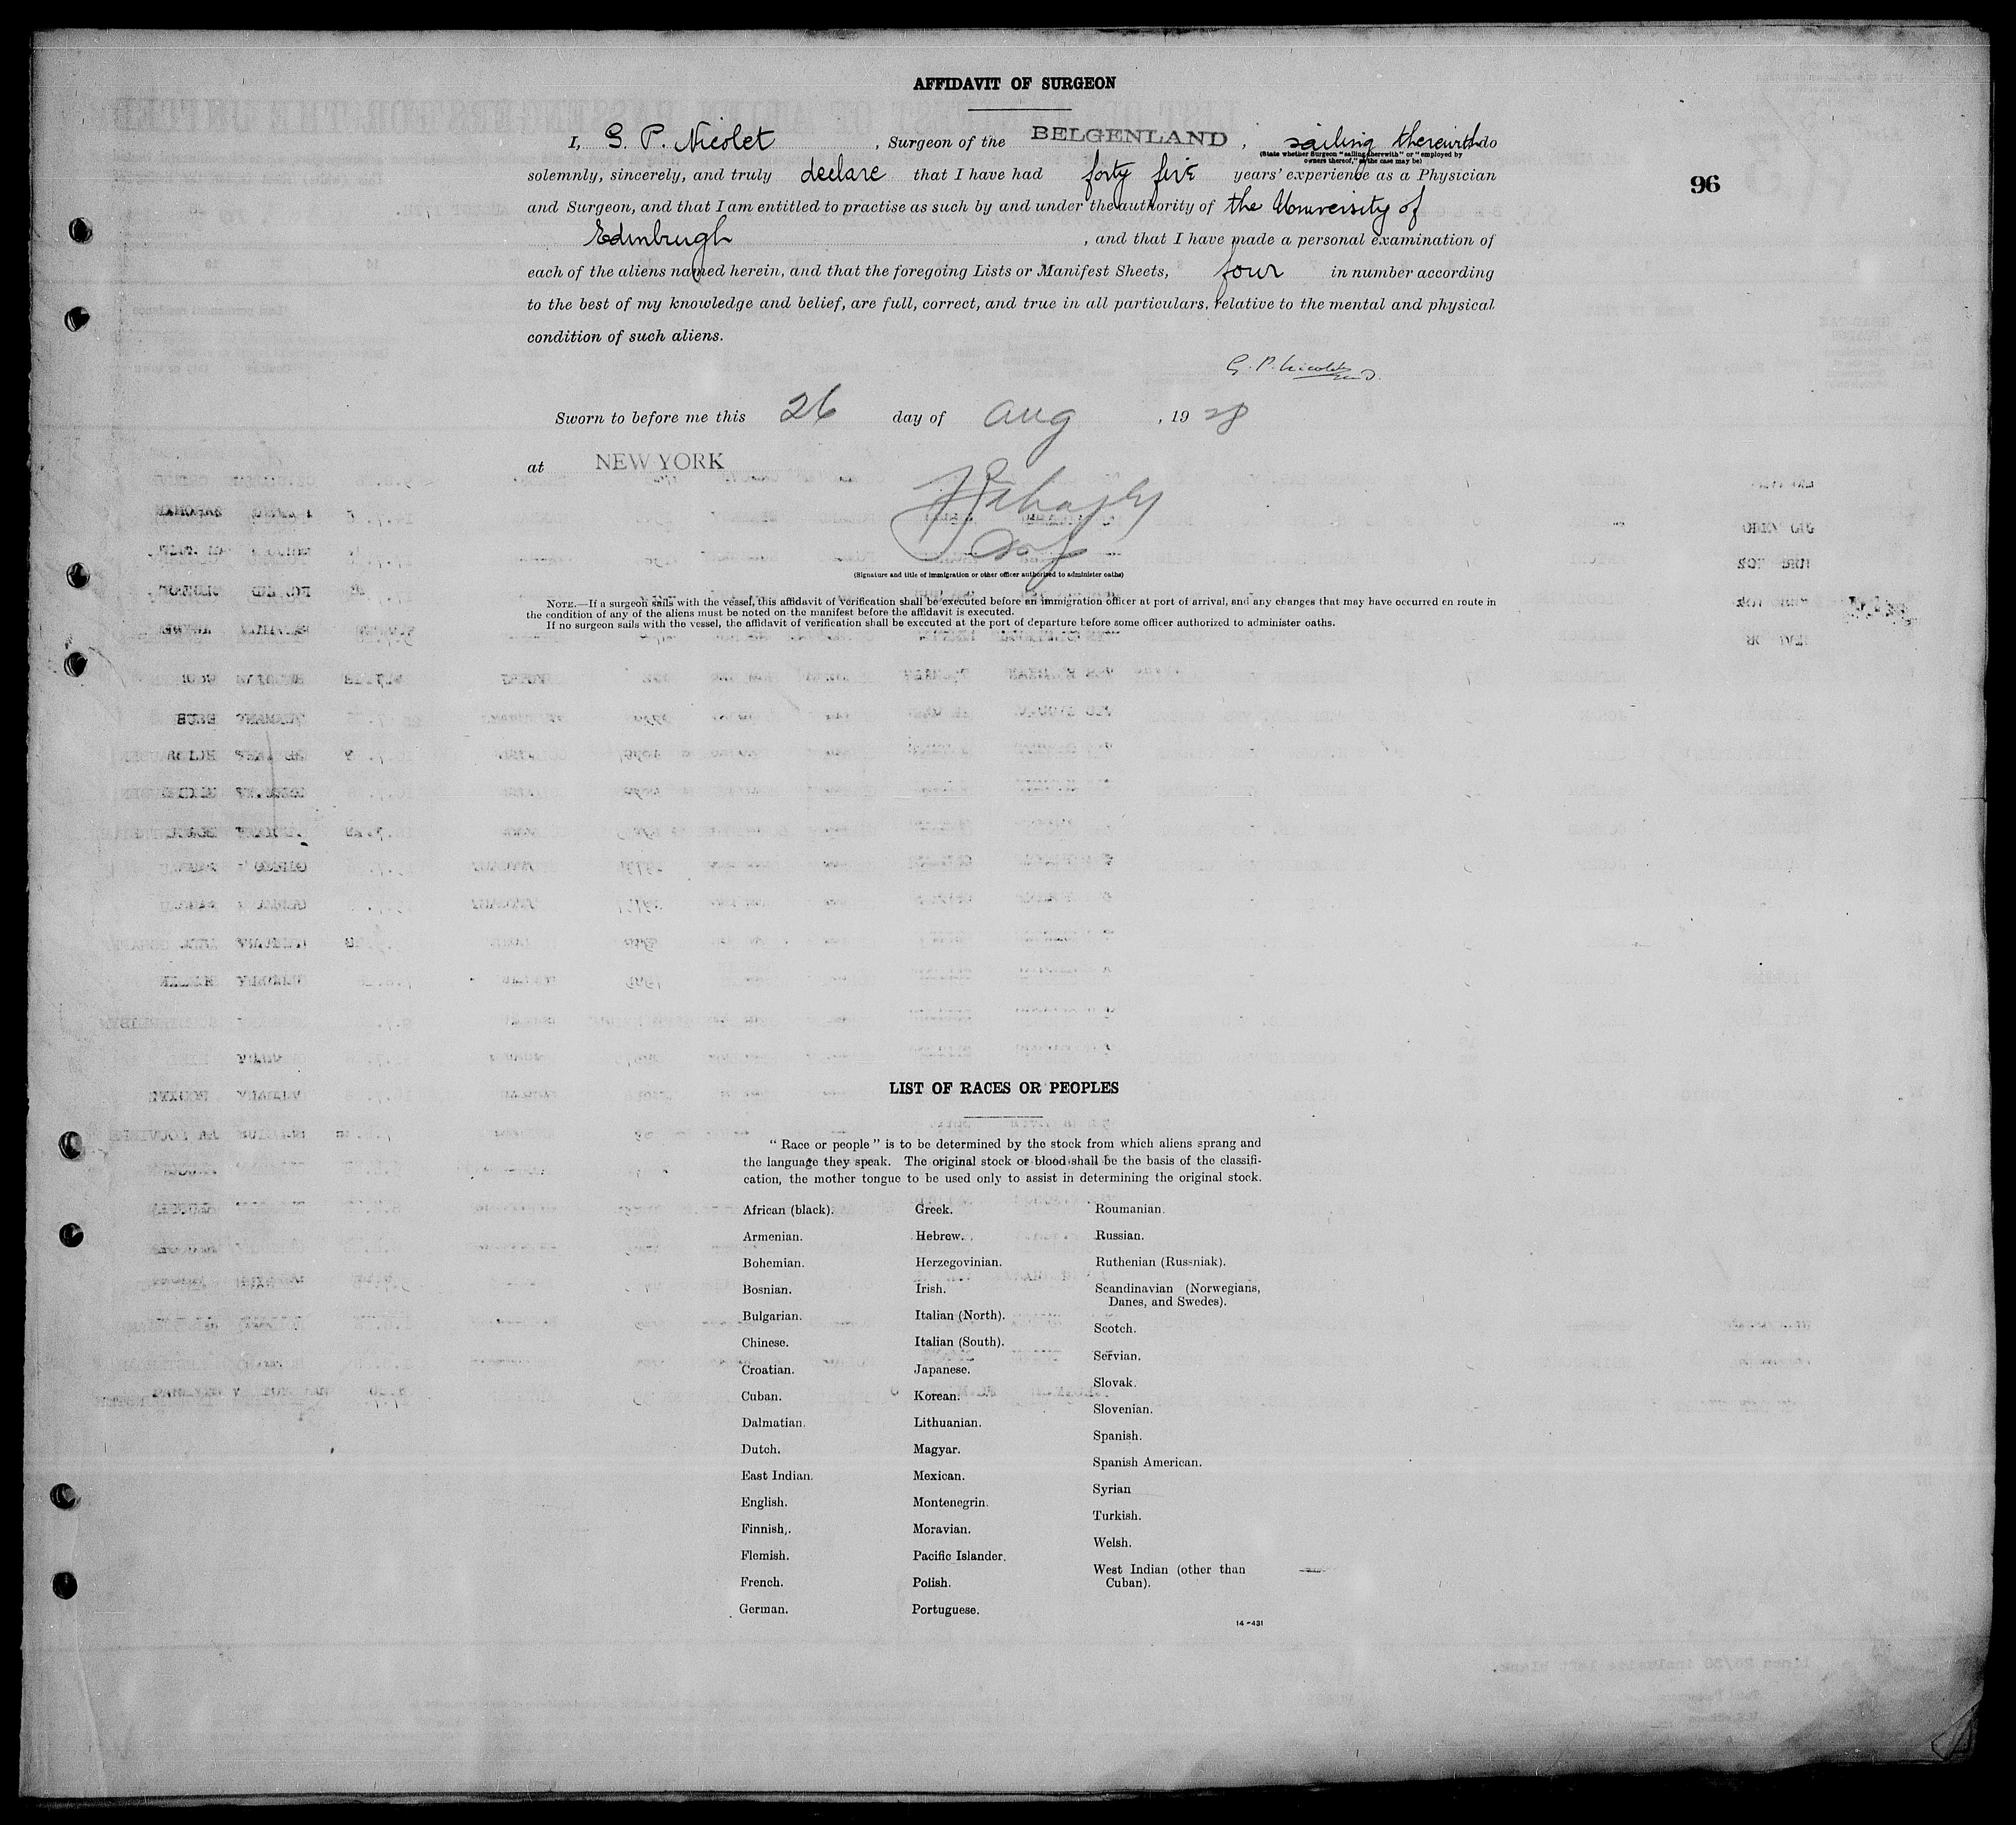 AFFIDAVIT OF SURGEON
96
I, G. P. Nicolet, Surgeon of the BELGENLAND, sailing therewith do
(State whether Surgeon "sailing therewith" or "employed by
owners thereof," as the case may be)
solemnly, sincerely, and truly declare that I have had forty five years' experience as a Physician
and Surgeon, and that I am entitled to practise as such by and under the authority of the University of
Edinbrugh, and that I have made a personal examination of
each of the aliens named herein, and that the foregoing Lists or Manifest Sheets, four in number according
to the best of my knowledge and belief, are full, correct, and true in all particulars, relative to the mental and physical
condition of such aliens.
G. P. Nicolet
Sworn to before me this 26 day of Aug, 1928
at NEW YORK
(Signature and title of immigration or other officer authorized to administer oaths)
NOTE.—If a surgeon sails with the vessel, this affidavit of verification shall be executed before an immigration officer at port of arrival, and any changes that may have occurred en route in
the condition of any of the aliens must be noted on the manifest before the affidavit is executed.
If no surgeon sails with the vessel, the affidavit of verification shall be executed at the port of departure before some officer authorized to administer oaths.
LIST OF RACES OR PEOPLES
"Race or people" is to be determined by the stock from which aliens sprang and
the language they speak. The original stock or blood shall be the basis of the classifi-
cation, the mother tongue to be used only to assist in determining the original stock.
African (black).
Armenian.
Bohemian.
Bosnian.
Bulgarian.
Chinese.
Croatian.
Cuban.
Dalmatian.
Dutch.
East Indian.
English.
Finnish.
Flemish.
French.
German.
Greek.
Hebrew.
Herzegovinian.
Irish.
Italian (North).
Italian (South).
Japanese.
Korean.
Lithuanian.
Magyar.
Mexican.
Montenegrin.
Moravian.
Pacific Islander.
Polish.
Portuguese.
Roumanian.
Russian.
Ruthenian (Russniak).
Scandinavian (Norwegians,
Danes, and Swedes).
Scotch.
Servian.
Slovak.
Slovenian.
Spanish.
Spanish American.
Syrian
Turkish.
Welsh.
West Indian (other than
Cuban).
14-431